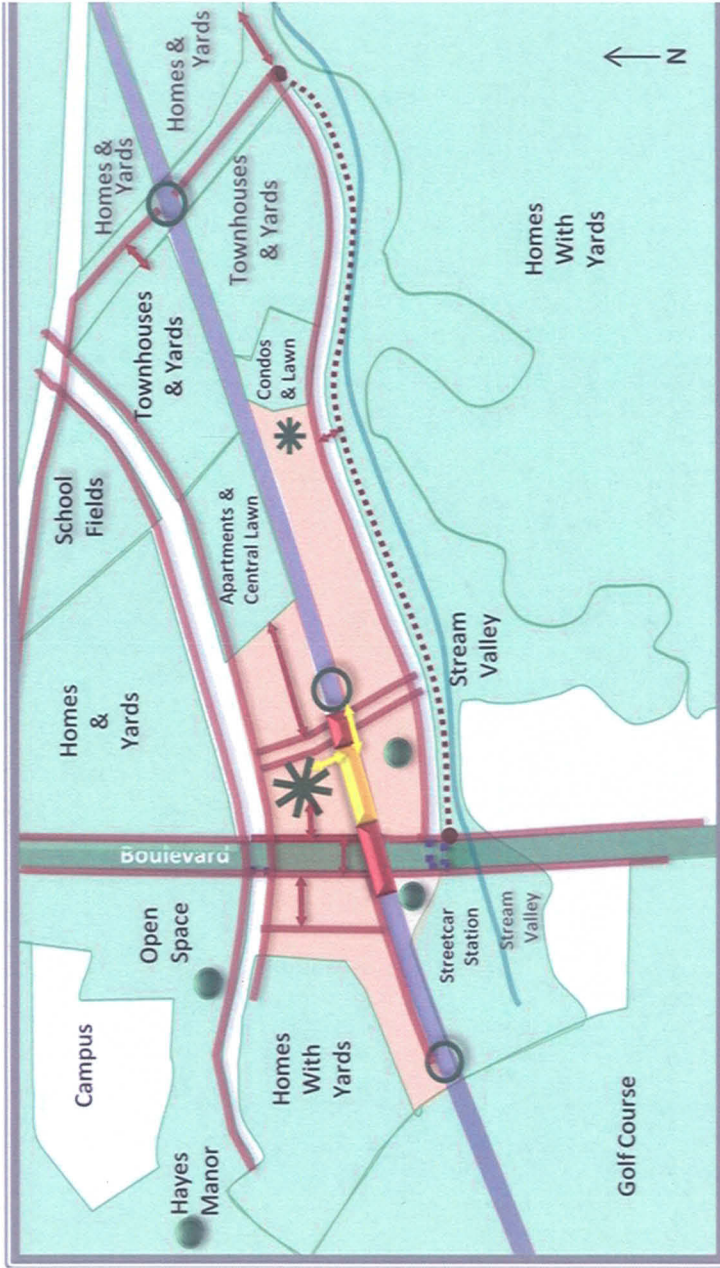 Campus
Homes
&
Yards
School
Fields
Homes &
Yards
Hayes
Manor
Open
Space
Boulevard
Townhouses
& Yards
Homes &
Yards
Homes
With
Yards
Apartments &
Central Lawn
Condos
& Lawn
Townhouses
& Yards
Streetcar
Station
Stream
Valley
Stream
Valley
Homes
With
Yards
Golf Course
N